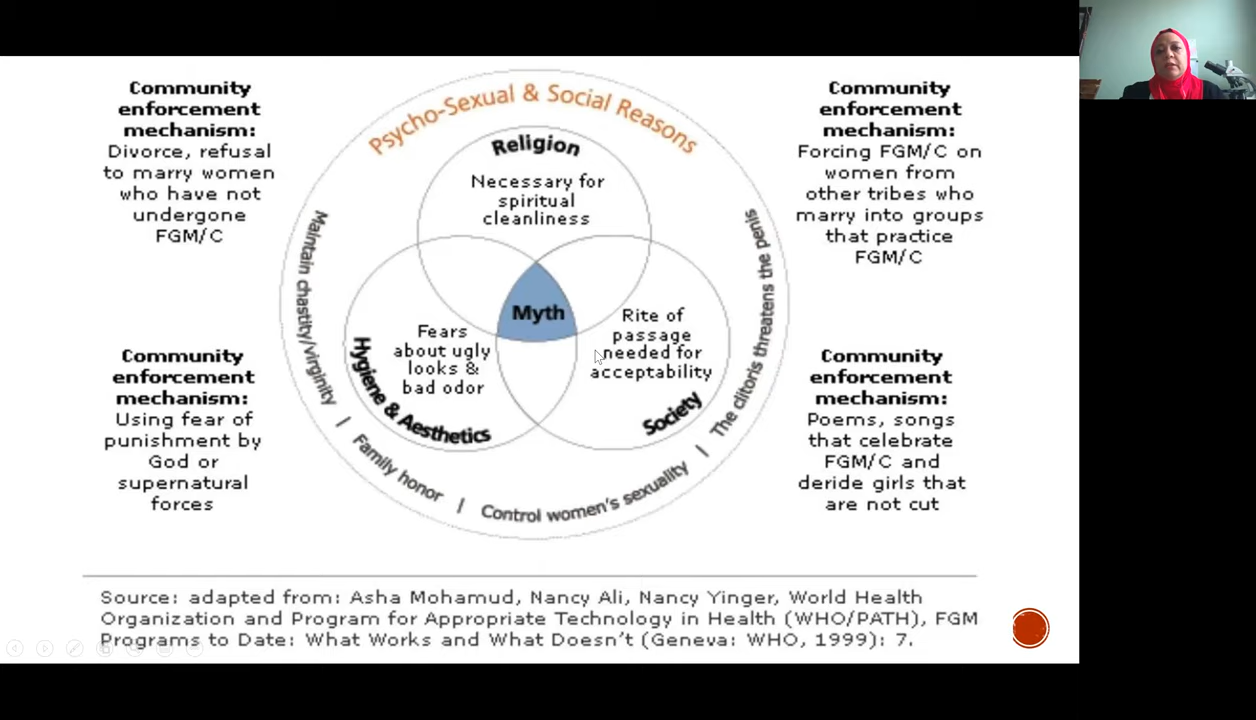 Community
enforcement
mechanism:
Divorce, refusal
to marry women
who have not
undergone
FGM/C
Community
enforcement
mechanism:
Using fear of
punishment by
God or
supernatural
forces
Psycho-Sexual & Social Reasons
Religion
Necessary for
spiritual
cleanliness
Myth
Fears
about ugly
looks &
bad odor
Hygiene & Aesthetics
Rite of
passage
needed for
acceptability
Society
Maintain chastity/virginity | Family honor | Control women's sexuality | The clitoris threatens the penis
Community
enforcement
mechanism:
Forcing FGM/C on
women from
other tribes who
marry into groups
that practice
FGM/C
Community
enforcement
mechanism:
Poems, songs
that celebrate
FGM/C and
deride girls that
are not cut
Source: adapted from: Asha Mohamud, Nancy Ali, Nancy Yinger, World Health
Organization and Program for Appropriate Technology in Health (WHO/PATH), FGM
Programs to Date: What Works and What Doesn't (Geneva: WHO, 1999): 7.